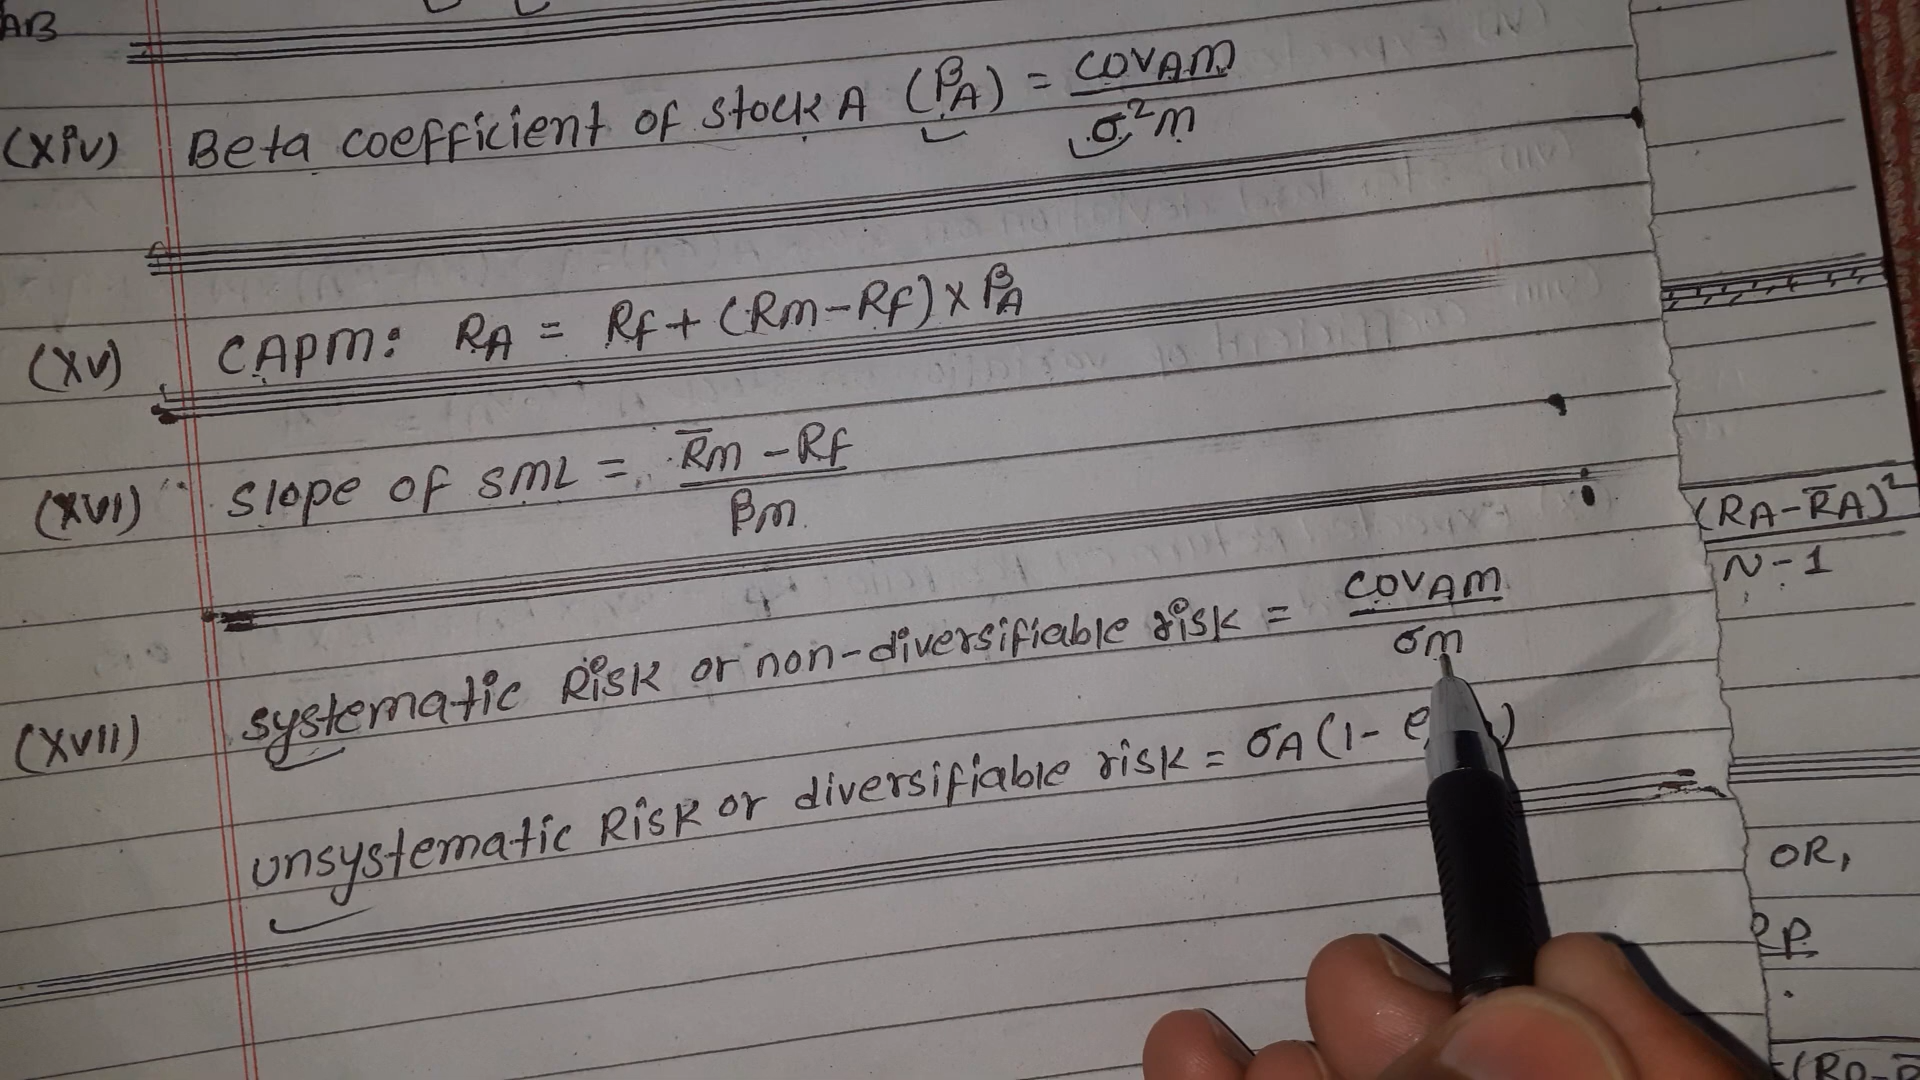 AB
(xiv) Beta coefficient of stock A (βA) = COVAM
σ²m
(xv) CAPM: RA = Rf + (Rm – Rf) x βA
(XVI) Slope of SML = R̅m – Rf
βm
(RA – R̅A)²
N – 1
(XVII) systematic Risk or non-diversifiable risk = COVAM
σm
unsystematic Risk or diversifiable risk = σA (1 –
OR,